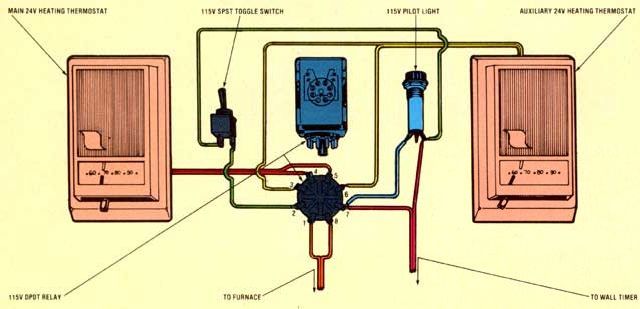 MAIN 24V HEATING THERMOSTAT
115V SPST TOGGLE SWITCH
115V PILOT LIGHT
AUXILIARY 24V HEATING THERMOSTAT
60 70 80 90
60 70 80 90
4 5
3 6
2 7
1 8
115V DPDT RELAY
TO FURNACE
TO WALL TIMER